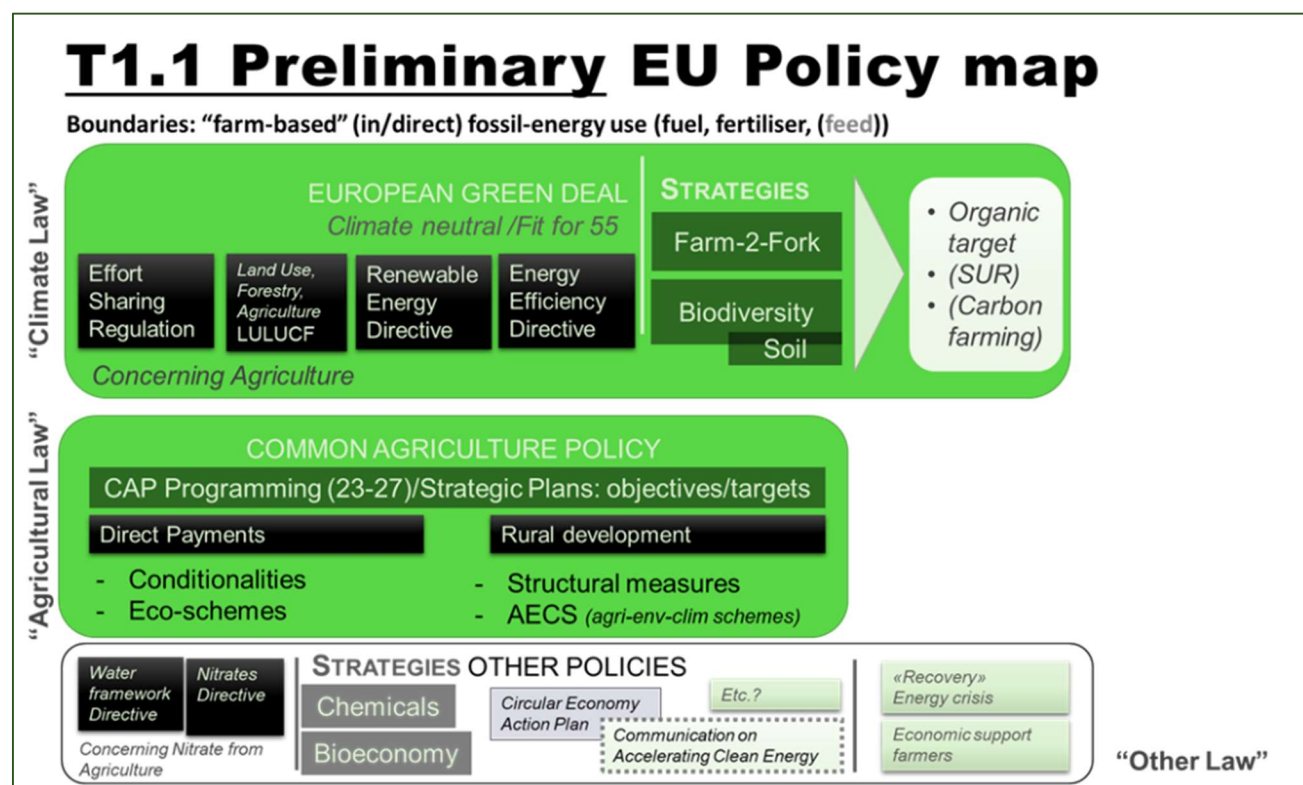 T1.1 Preliminary EU Policy map
Boundaries: “farm-based” (in/direct) fossil-energy use (fuel, fertiliser, (feed))
“Climate Law”
EUROPEAN GREEN DEAL
Climate neutral /Fit for 55
Effort
Sharing
Regulation
Land Use,
Forestry,
Agriculture
LULUCF
Renewable
Energy
Directive
Energy
Efficiency
Directive
Concerning Agriculture
STRATEGIES
Farm-2-Fork
Biodiversity
Soil
• Organic
target
• (SUR)
• (Carbon
farming)
“Agricultural Law”
COMMON AGRICULTURE POLICY
CAP Programming (23-27)/Strategic Plans: objectives/targets
Direct Payments
- Conditionalities
- Eco-schemes
Rural development
- Structural measures
- AECS (agri-env-clim schemes)
Water
framework
Directive
Nitrates
Directive
Concerning Nitrate from
Agriculture
STRATEGIES OTHER POLICIES
Chemicals
Bioeconomy
Circular Economy
Action Plan
Etc.?
Communication on
Accelerating Clean Energy
«Recovery»
Energy crisis
Economic support
farmers
“Other Law”